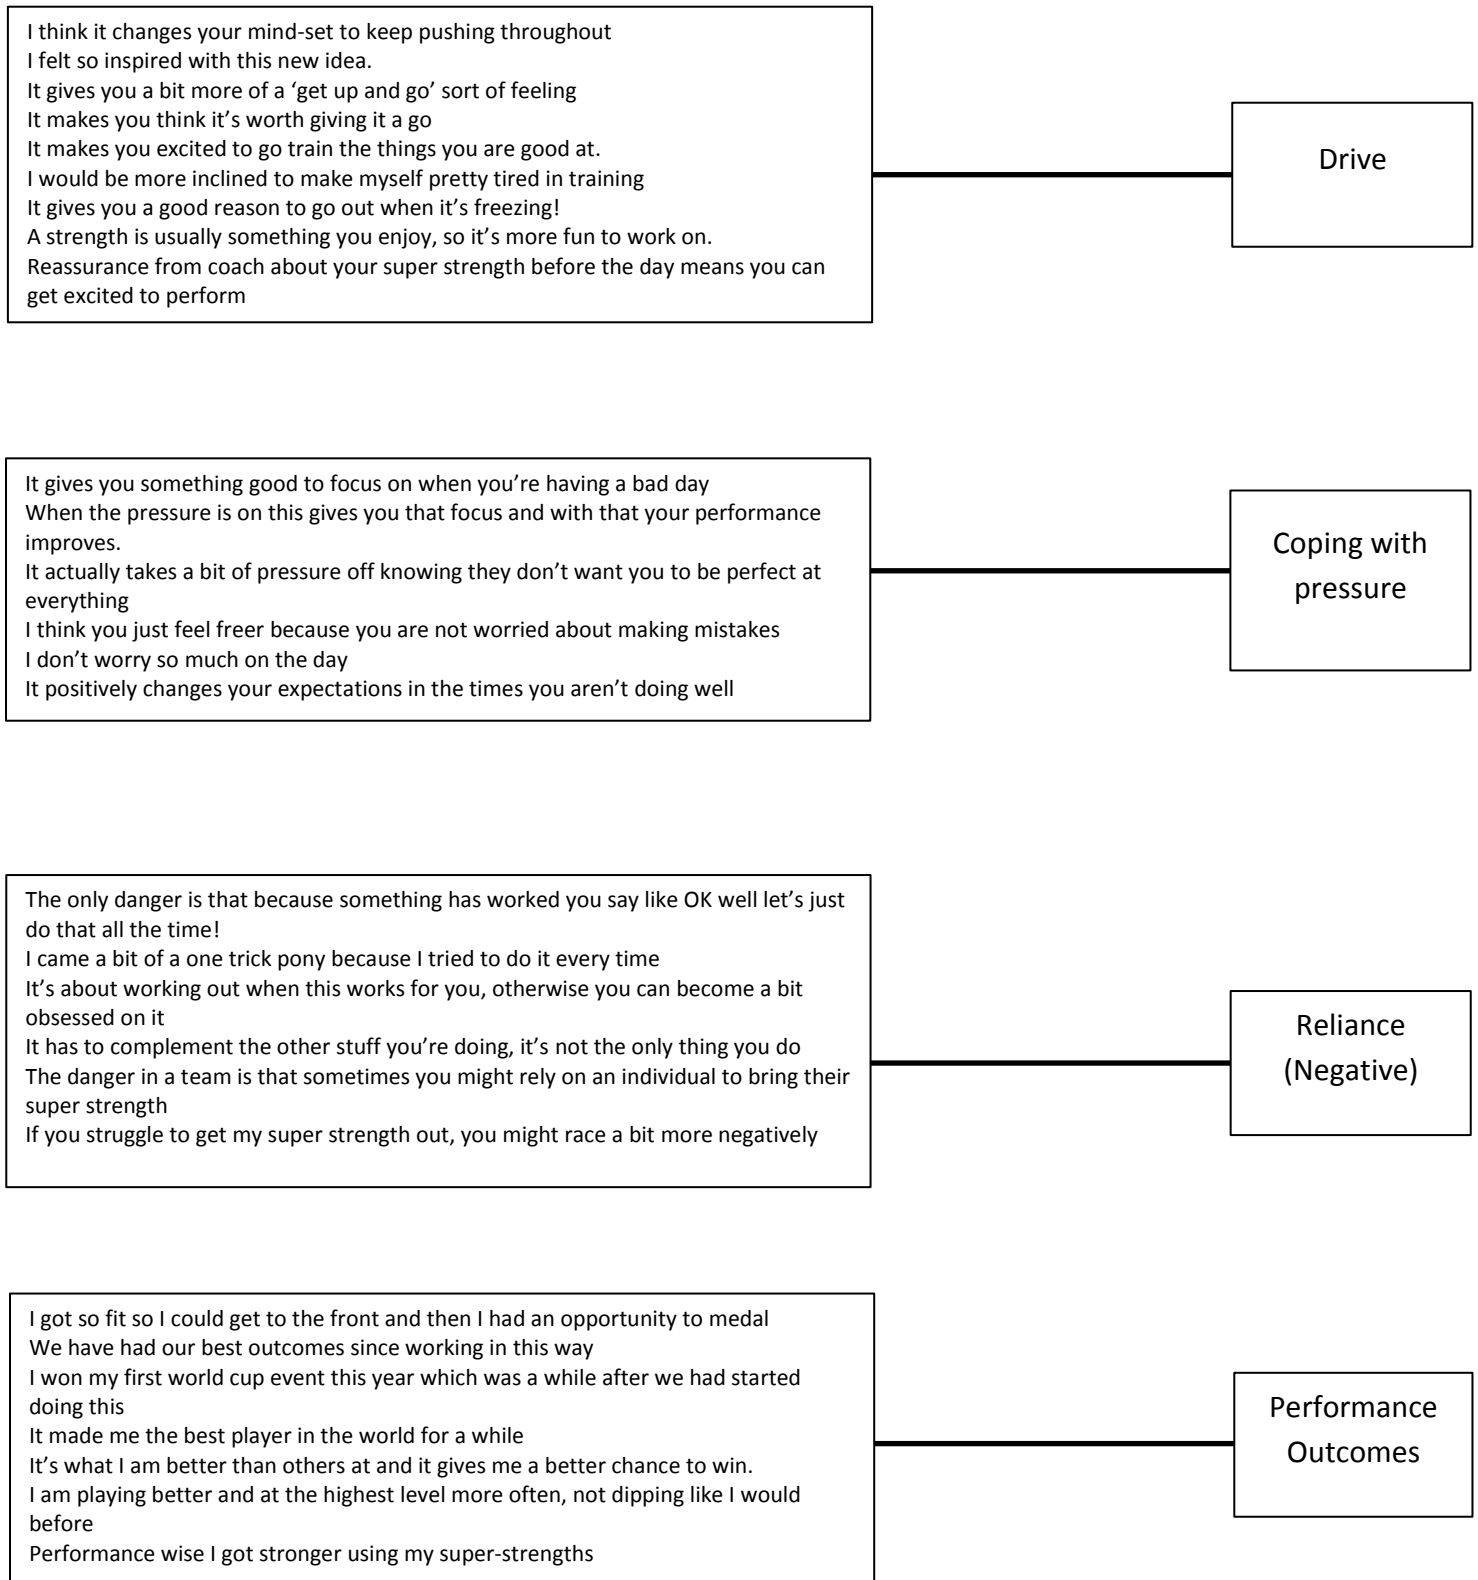 I think it changes your mind-set to keep pushing throughout
I felt so inspired with this new idea.
It gives you a bit more of a ‘get up and go’ sort of feeling
It makes you think it’s worth giving it a go
It makes you excited to go train the things you are good at.
I would be more inclined to make myself pretty tired in training
It gives you a good reason to go out when it’s freezing!
A strength is usually something you enjoy, so it’s more fun to work on.
Reassurance from coach about your super strength before the day means you can
get excited to perform
Drive
It gives you something good to focus on when you’re having a bad day
When the pressure is on this gives you that focus and with that your performance
improves.
It actually takes a bit of pressure off knowing they don’t want you to be perfect at
everything
I think you just feel freer because you are not worried about making mistakes
I don’t worry so much on the day
It positively changes your expectations in the times you aren’t doing well
Coping with
pressure
The only danger is that because something has worked you say like OK well let’s just
do that all the time!
I came a bit of a one trick pony because I tried to do it every time
It’s about working out when this works for you, otherwise you can become a bit
obsessed on it
It has to complement the other stuff you’re doing, it’s not the only thing you do
The danger in a team is that sometimes you might rely on an individual to bring their
super strength
If you struggle to get my super strength out, you might race a bit more negatively
Reliance
(Negative)
I got so fit so I could get to the front and then I had an opportunity to medal
We have had our best outcomes since working in this way
I won my first world cup event this year which was a while after we had started
doing this
It made me the best player in the world for a while
It’s what I am better than others at and it gives me a better chance to win.
I am playing better and at the highest level more often, not dipping like I would
before
Performance wise I got stronger using my super-strengths
Performance
Outcomes